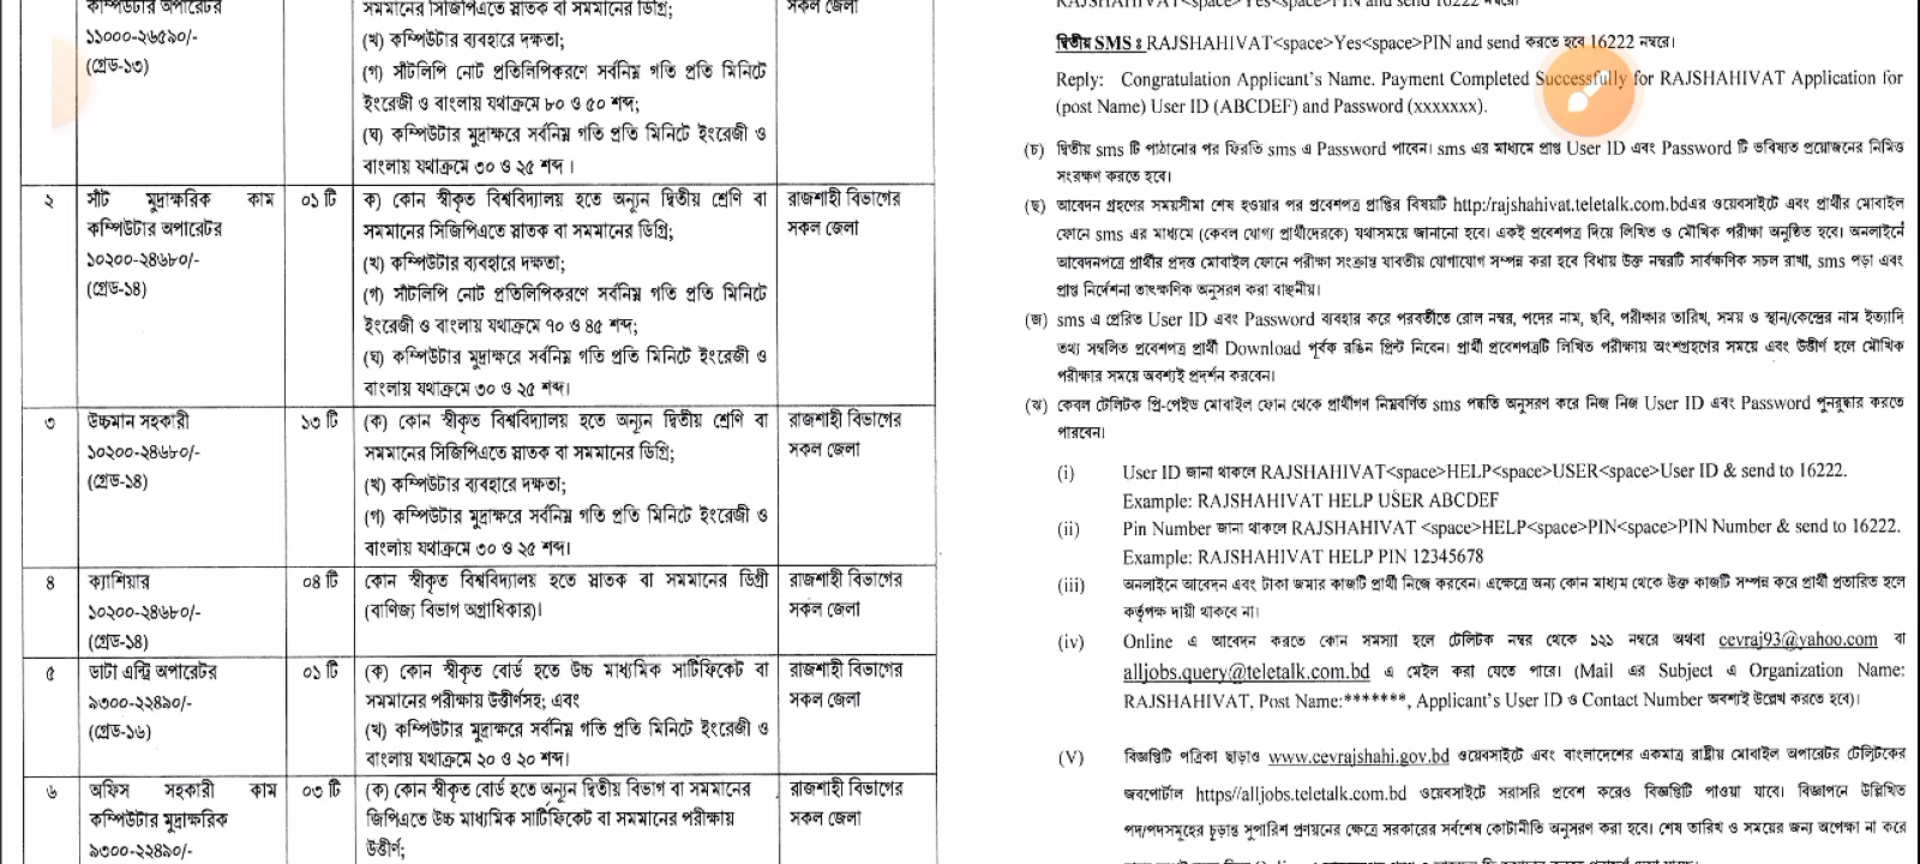 কম্পিউটার অপারেটর
১১০০০-২৬৫৯০/-
(গ্রেড-১৩)
সমমানের সিজিপিএতে স্নাতক বা সমমানের ডিগ্রি;
(খ) কম্পিউটার ব্যবহারে দক্ষতা;
(গ) সাঁটলিপি নোট প্রতিলিপিকরণে সর্বনিম্ন গতি প্রতি মিনিটে
ইংরেজী ও বাংলায় যথাক্রমে ৮০ ও ৫০ শব্দ;
(ঘ) কম্পিউটার মুদ্রাক্ষরে সর্বনিম্ন গতি প্রতি মিনিটে ইংরেজী ও
বাংলায় যথাক্রমে ৩০ ও ২৫ শব্দ ।
সকল জেলা
২
সাঁট মুদ্রাক্ষরিক কাম
কম্পিউটার অপারেটর
১০২০০-২৪৬৮০/-
(গ্রেড-১৪)
০১ টি
ক) কোন স্বীকৃত বিশ্ববিদ্যালয় হতে অন্যূন দ্বিতীয় শ্রেণি বা
সমমানের সিজিপিএতে স্নাতক বা সমমানের ডিগ্রি;
(খ) কম্পিউটার ব্যবহারে দক্ষতা;
(গ) সাঁটলিপি নোট প্রতিলিপিকরণে সর্বনিম্ন গতি প্রতি মিনিটে
ইংরেজী ও বাংলায় যথাক্রমে ৭০ ও ৪৫ শব্দ;
(ঘ) কম্পিউটার মুদ্রাক্ষরে সর্বনিম্ন গতি প্রতি মিনিটে ইংরেজী ও
বাংলায় যথাক্রমে ৩০ ও ২৫ শব্দ।
রাজশাহী বিভাগের
সকল জেলা
৩
উচ্চমান সহকারী
১০২০০-২৪৬৮০/-
(গ্রেড-১৪)
১৩ টি
(ক) কোন স্বীকৃত বিশ্ববিদ্যালয় হতে অন্যূন দ্বিতীয় শ্রেণি বা
সমমানের সিজিপিএতে স্নাতক বা সমমানের ডিগ্রি;
(খ) কম্পিউটার ব্যবহারে দক্ষতা;
(গ) কম্পিউটার মুদ্রাক্ষরে সর্বনিম্ন গতি প্রতি মিনিটে ইংরেজী ও
বাংলায় যথাক্রমে ৩০ ও ২৫ শব্দ।
রাজশাহী বিভাগের
সকল জেলা
৪
ক্যাশিয়ার
১০২০০-২৪৬৮০/-
(গ্রেড-১৪)
০৪ টি
কোন স্বীকৃত বিশ্ববিদ্যালয় হতে স্নাতক বা সমমানের ডিগ্রী
(বাণিজ্য বিভাগ অগ্রাধিকার)।
রাজশাহী বিভাগের
সকল জেলা
৫
ডাটা এন্ট্রি অপারেটর
৯৩০০-২২৪৯০/-
(গ্রেড-১৬)
০১ টি
(ক) কোন স্বীকৃত বোর্ড হতে উচ্চ মাধ্যমিক সার্টিফিকেট বা
সমমানের পরীক্ষায় উত্তীর্ণসহ; এবং
(খ) কম্পিউটার মুদ্রাক্ষরে সর্বনিম্ন গতি প্রতি মিনিটে ইংরেজী ও
বাংলায় যথাক্রমে ২০ ও ২০ শব্দ।
রাজশাহী বিভাগের
সকল জেলা
৬
অফিস সহকারী কাম
কম্পিউটার মুদ্রাক্ষরিক
৯৩০০-২২৪৯০/-
০৩ টি
(ক) কোন স্বীকৃত বোর্ড হতে অন্যূন দ্বিতীয় বিভাগ বা সমমানের
জিপিএতে উচ্চ মাধ্যমিক সার্টিফিকেট বা সমমানের পরীক্ষায়
উত্তীর্ণ;
রাজশাহী বিভাগের
সকল জেলা
RAJSHAHIVAT<space>Yes<space>PIN and send 16222 নম্বরে।
দ্বিতীয় SMS : RAJSHAHIVAT<space>Yes<space>PIN and send করতে হবে 16222 নম্বরে।
Reply: Congratulation Applicant's Name. Payment Completed Successfully for RAJSHAHIVAT Application for
(post Name) User ID (ABCDEF) and Password (xxxxxxx).
(চ) দ্বিতীয় sms টি পাঠানোর পর ফিরতি sms এ Password পাবেন। sms এর মাধ্যমে প্রাপ্ত User ID এবং Password টি ভবিষ্যত প্রয়োজনের নিমিত্ত
সংরক্ষণ করতে হবে।
(ছ) আবেদন গ্রহণের সময়সীমা শেষ হওয়ার পর প্রবেশপত্র প্রাপ্তির বিষয়টি http:/rajshahivat.teletalk.com.bdএর ওয়েবসাইটে এবং প্রার্থীর মোবাইল
ফোনে sms এর মাধ্যমে (কেবল যোগ্য প্রার্থীদেরকে) যথাসময়ে জানানো হবে। একই প্রবেশপত্র দিয়ে লিখিত ও মৌখিক পরীক্ষা অনুষ্ঠিত হবে। অনলাইনে
আবেদনপত্রে প্রার্থীর প্রদত্ত মোবাইল ফোনে পরীক্ষা সংক্রান্ত যাবতীয় যোগাযোগ সম্পন্ন করা হবে বিধায় উক্ত নম্বরটি সার্বক্ষণিক সচল রাখা, sms পড়া এবং
প্রাপ্ত নির্দেশনা তাৎক্ষণিক অনুসরণ করা বাঞ্ছনীয়।
(জ) sms এ প্রেরিত User ID এবং Password ব্যবহার করে পরবর্তীতে রোল নম্বর, পদের নাম, ছবি, পরীক্ষার তারিখ, সময় ও স্থান/কেন্দ্রের নাম ইত্যাদি
তথ্য সম্বলিত প্রবেশপত্র প্রার্থী Download পূর্বক রঙিন প্রিন্ট নিবেন। প্রার্থী প্রবেশপত্রটি লিখিত পরীক্ষায় অংশগ্রহণের সময়ে এবং উত্তীর্ণ হলে মৌখিক
পরীক্ষার সময়ে অবশ্যই প্রদর্শন করবেন।
(ঝ) কেবল টেলিটক প্রি-পেইড মোবাইল ফোন থেকে প্রার্থীগণ নিম্নবর্ণিত sms পদ্ধতি অনুসরণ করে নিজ নিজ User ID এবং Password পুনরুদ্ধার করতে
পারবেন।
(i) User ID জানা থাকলে RAJSHAHIVAT<space>HELP<space>USER<space>User ID & send to 16222.
Example: RAJSHAHIVAT HELP USER ABCDEF
(ii) Pin Number জানা থাকলে RAJSHAHIVAT <space>HELP<space>PIN<space>PIN Number & send to 16222.
Example: RAJSHAHIVAT HELP PIN 12345678
(iii) অনলাইনে আবেদন এবং টাকা জমার কাজটি প্রার্থী নিজে করবেন। এক্ষেত্রে অন্য কোন মাধ্যম থেকে উক্ত কাজটি সম্পন্ন করে প্রার্থী প্রতারিত হলে
কর্তৃপক্ষ দায়ী থাকবে না।
(iv) Online এ আবেদন করতে কোন সমস্যা হলে টেলিটক নম্বর থেকে ১২১ নম্বরে অথবা cevraj93@yahoo.com বা
alljobs.query@teletalk.com.bd এ মেইল করা যেতে পারে। (Mail এর Subject এ Organization Name:
RAJSHAHIVAT, Post Name:*******, Applicant's User ID ও Contact Number অবশ্যই উল্লেখ করতে হবে)।
(V) বিজ্ঞপ্তিটি পত্রিকা ছাড়াও www.cevrajshahi.gov.bd ওয়েবসাইটে এবং বাংলাদেশের একমাত্র রাষ্ট্রীয় মোবাইল অপারেটর টেলিটকের
জবপোর্টাল https//alljobs.teletalk.com.bd ওয়েবসাইটে সরাসরি প্রবেশ করেও বিজ্ঞপ্তিটি পাওয়া যাবে। বিজ্ঞাপনে উল্লিখিত
পদ/পদসমূহের চূড়ান্ত সুপারিশ প্রণয়নের ক্ষেত্রে সরকারের সর্বশেষ কোটানীতি অনুসরণ করা হবে। শেষ তারিখ ও সময়ের জন্য অপেক্ষা না করে